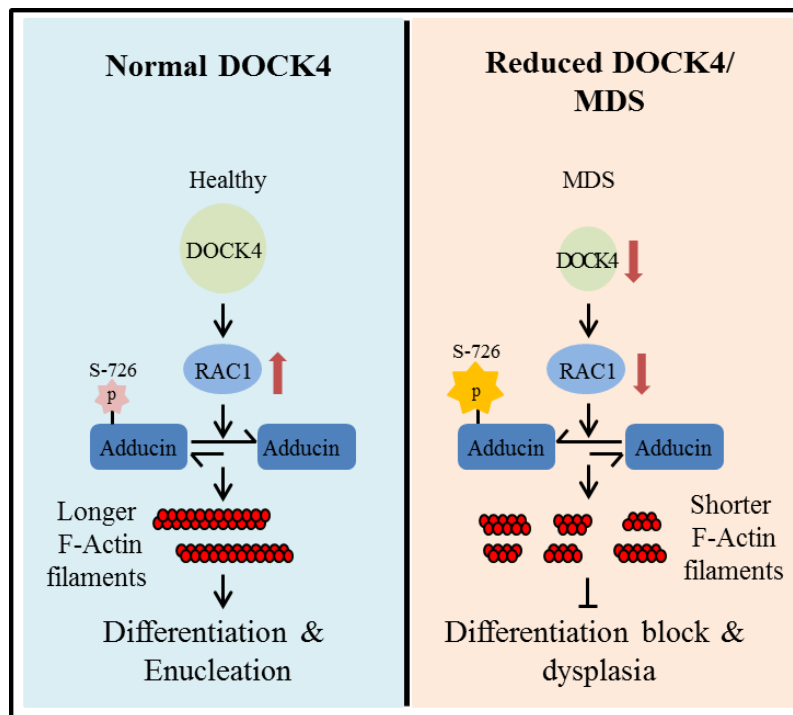 Normal DOCK4
Healthy
DOCK4
S-726
p
RAC1
Adducin
Adducin
Longer
F-Actin
filaments
Differentiation &
Enucleation
Reduced DOCK4/
MDS
MDS
DOCK4
S-726
p
RAC1
Adducin
Adducin
Shorter
F-Actin
filaments
Differentiation block &
dysplasia